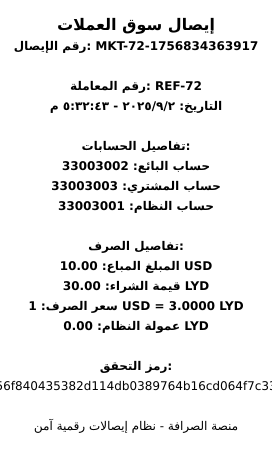 إيصال سوق العملات
رقم الإيصال: MKT-72-1756834363917
رقم المعاملة: REF-72
التاريخ: ٢٠٢٥/٩/٢ - ٥:٣٢:٤٣ م
تفاصيل الحسابات:
حساب البائع: 33003002
حساب المشتري: 33003003
حساب النظام: 33003001
تفاصيل الصرف:
المبلغ المباع: 10.00 USD
قيمة الشراء: 30.00 LYD
سعر الصرف: 1 USD = 3.0000 LYD
عمولة النظام: 0.00 LYD
رمز التحقق:
56f840435382d114db0389764b16cd064f7c33
منصة الصرافة - نظام إيصالات رقمية آمن